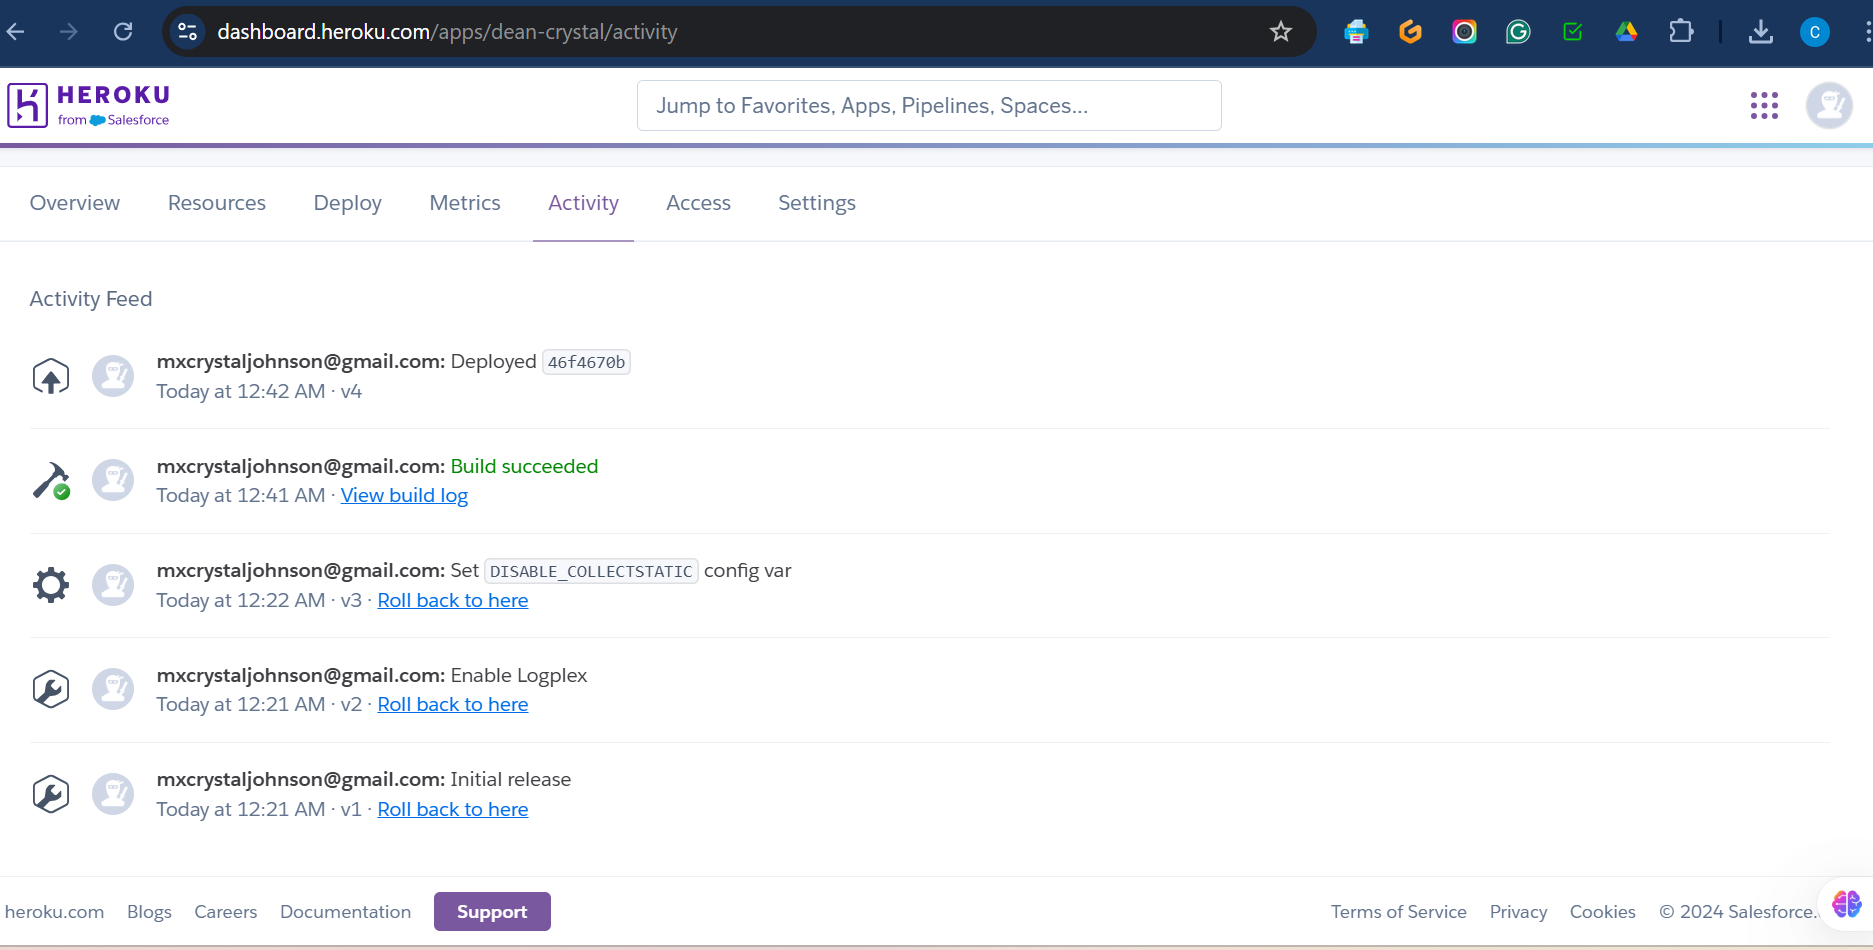 dashboard.heroku.com/apps/dean-crystal/activity
C
HEROKU
from Salesforce
Jump to Favorites, Apps, Pipelines, Spaces...
Overview Resources Deploy Metrics Activity Access Settings
Activity Feed
mxcrystaljohnson@gmail.com: Deployed 46f4670b
Today at 12:42 AM · v4
mxcrystaljohnson@gmail.com: Build succeeded
Today at 12:41 AM · View build log
mxcrystaljohnson@gmail.com: Set DISABLE_COLLECTSTATIC config var
Today at 12:22 AM · v3 · Roll back to here
mxcrystaljohnson@gmail.com: Enable Logplex
Today at 12:21 AM · v2 · Roll back to here
mxcrystaljohnson@gmail.com: Initial release
Today at 12:21 AM · v1 · Roll back to here
heroku.com Blogs Careers Documentation Support Terms of Service Privacy Cookies © 2024 Salesforce.